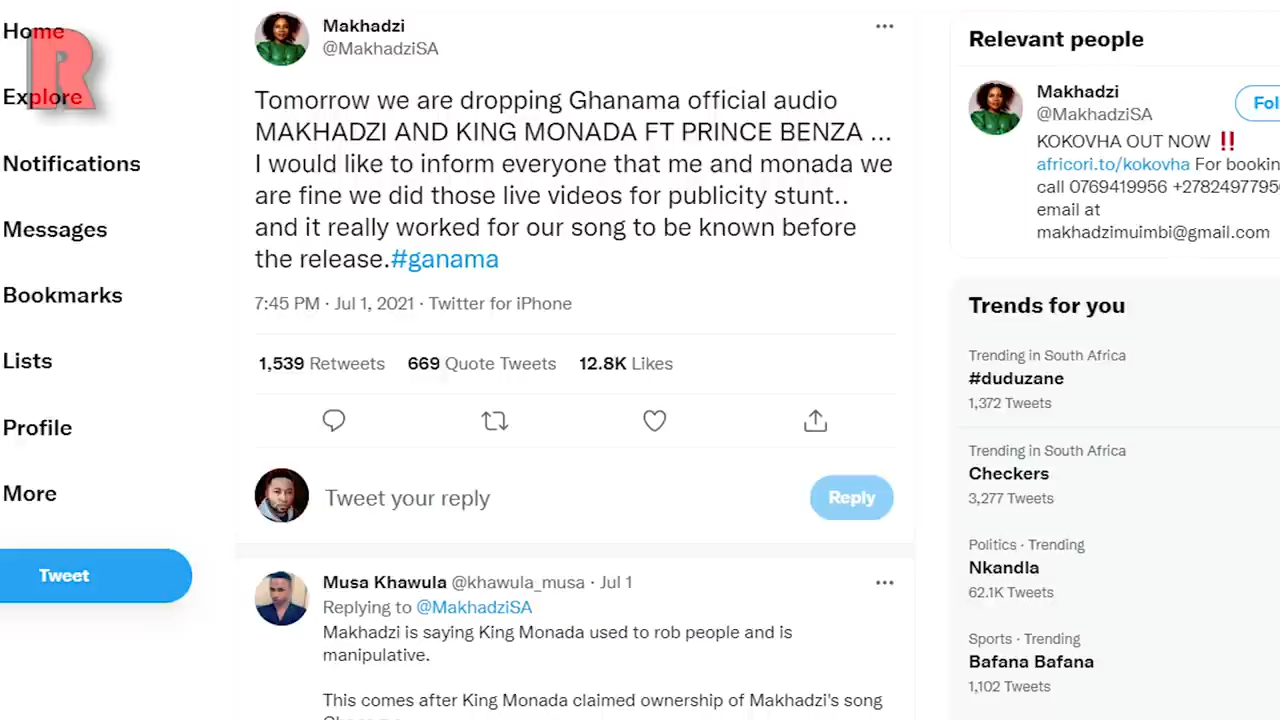 Home
R
Explore
Notifications
Messages
Bookmarks
Lists
Profile
More
Tweet
Makhadzi
@MakhadziSA
Tomorrow we are dropping Ghanama official audio
MAKHADZI AND KING MONADA FT PRINCE BENZA ...
I would like to inform everyone that me and monada we
are fine we did those live videos for publicity stunt..
and it really worked for our song to be known before
the release.#ganama
7:45 PM · Jul 1, 2021 · Twitter for iPhone
1,539 Retweets 669 Quote Tweets 12.8K Likes
Tweet your reply
Reply
Musa Khawula @khawula_musa · Jul 1
Replying to @MakhadziSA
Makhadzi is saying King Monada used to rob people and is
manipulative.
This comes after King Monada claimed ownership of Makhadzi's song
Relevant people
Makhadzi
@MakhadziSA
Fol
KOKOVHA OUT NOW ‼️
africori.to/kokovha For bookin
call 0769419956 +2782497795
email at
makhadzimuimbi@gmail.com
Trends for you
Trending in South Africa
#duduzane
1,372 Tweets
Trending in South Africa
Checkers
3,277 Tweets
Politics · Trending
Nkandla
62.1K Tweets
Sports · Trending
Bafana Bafana
1,102 Tweets